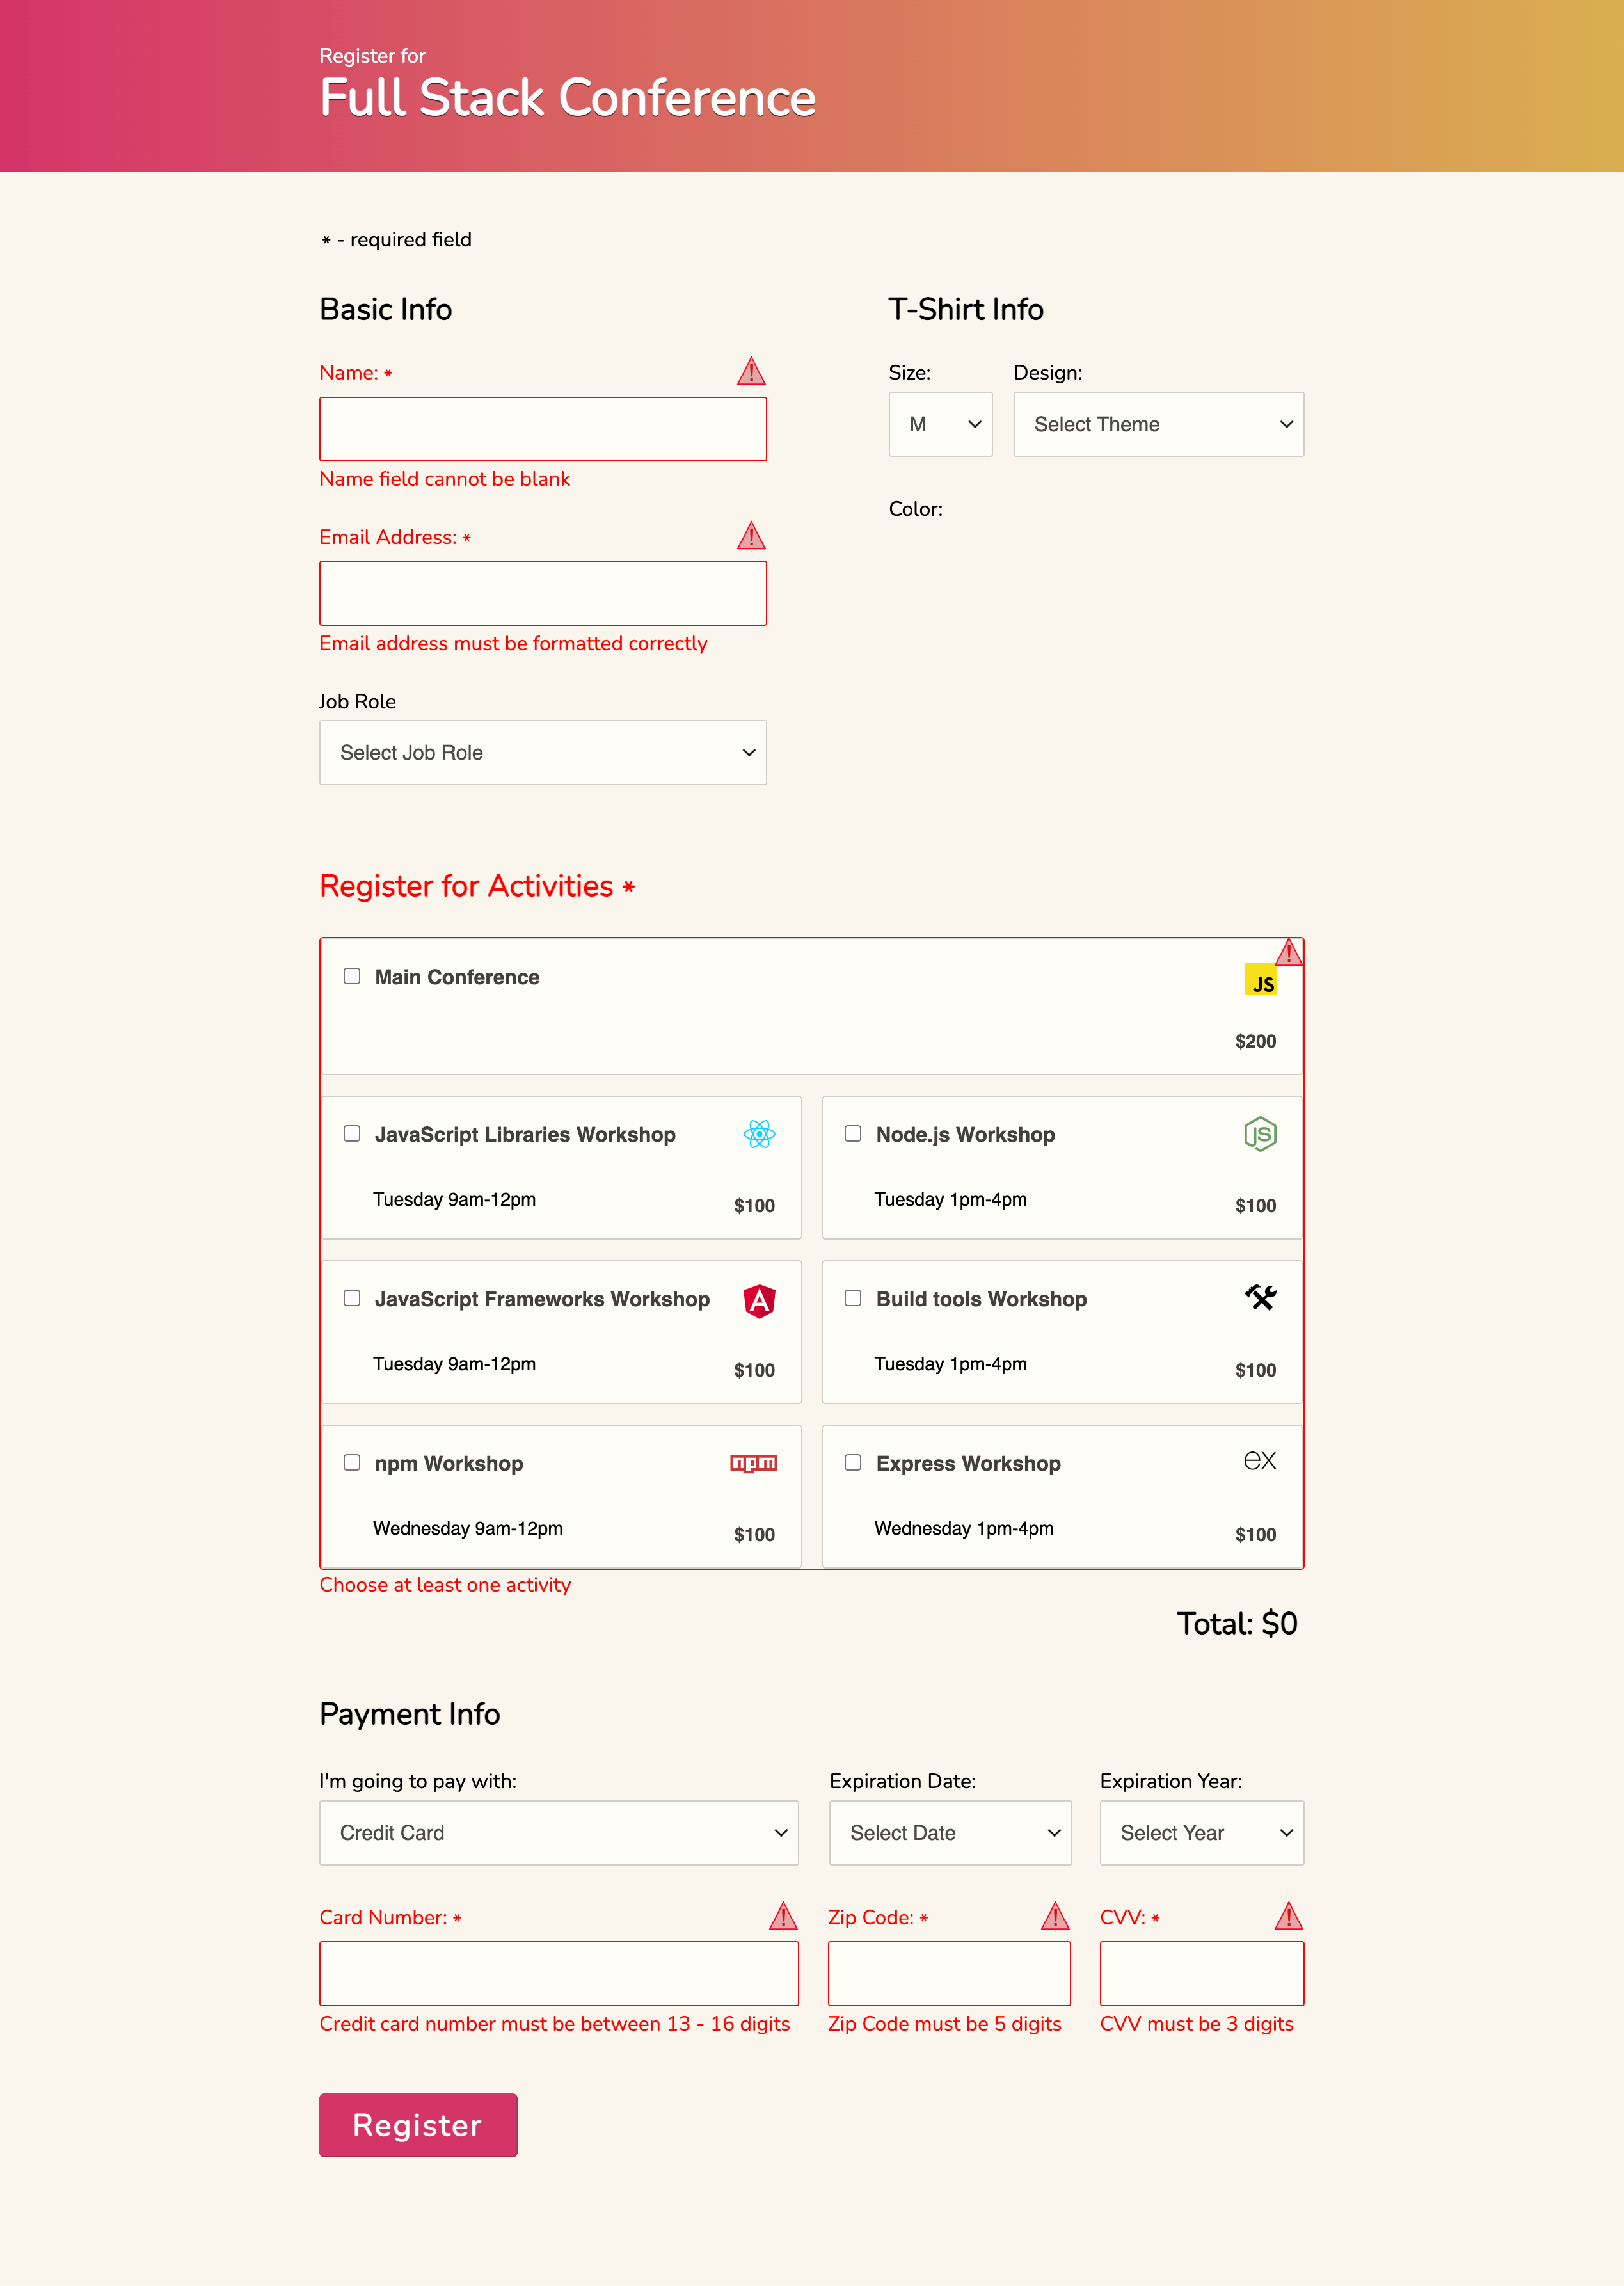 Register for
Full Stack Conference
* - required field
Basic Info
Name: *
Name field cannot be blank
Email Address: *
Email address must be formatted correctly
Job Role
Select Job Role
T-Shirt Info
Size:
M
Design:
Select Theme
Color:
Register for Activities *
Main Conference
JS
$200
JavaScript Libraries Workshop
Tuesday 9am-12pm
$100
Node.js Workshop
JS
Tuesday 1pm-4pm
$100
JavaScript Frameworks Workshop
A
Tuesday 9am-12pm
$100
Build tools Workshop
Tuesday 1pm-4pm
$100
npm Workshop
npm
Wednesday 9am-12pm
$100
Express Workshop
ex
Wednesday 1pm-4pm
$100
Choose at least one activity
Total: $0
Payment Info
I'm going to pay with:
Credit Card
Expiration Date:
Select Date
Expiration Year:
Select Year
Card Number: *
Credit card number must be between 13 - 16 digits
Zip Code: *
Zip Code must be 5 digits
CVV: *
CVV must be 3 digits
Register